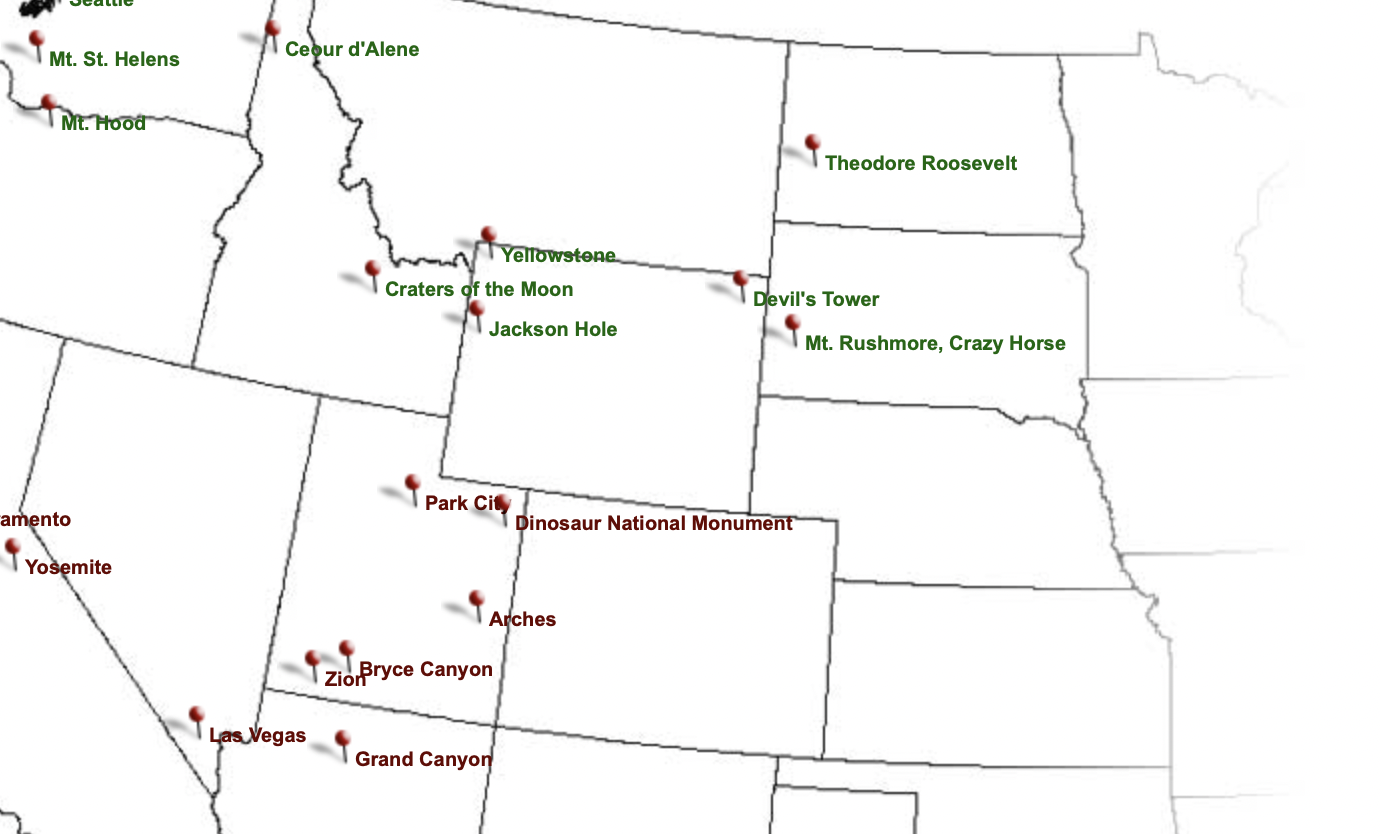 Seattle
Ceour d'Alene
Mt. St. Helens
Mt. Hood
Theodore Roosevelt
Yellowstone
Craters of the Moon
Devil's Tower
Jackson Hole
Mt. Rushmore, Crazy Horse
Park City
ramento
Dinosaur National Monument
Yosemite
Arches
Bryce Canyon
Zion
Las Vegas
Grand Canyon